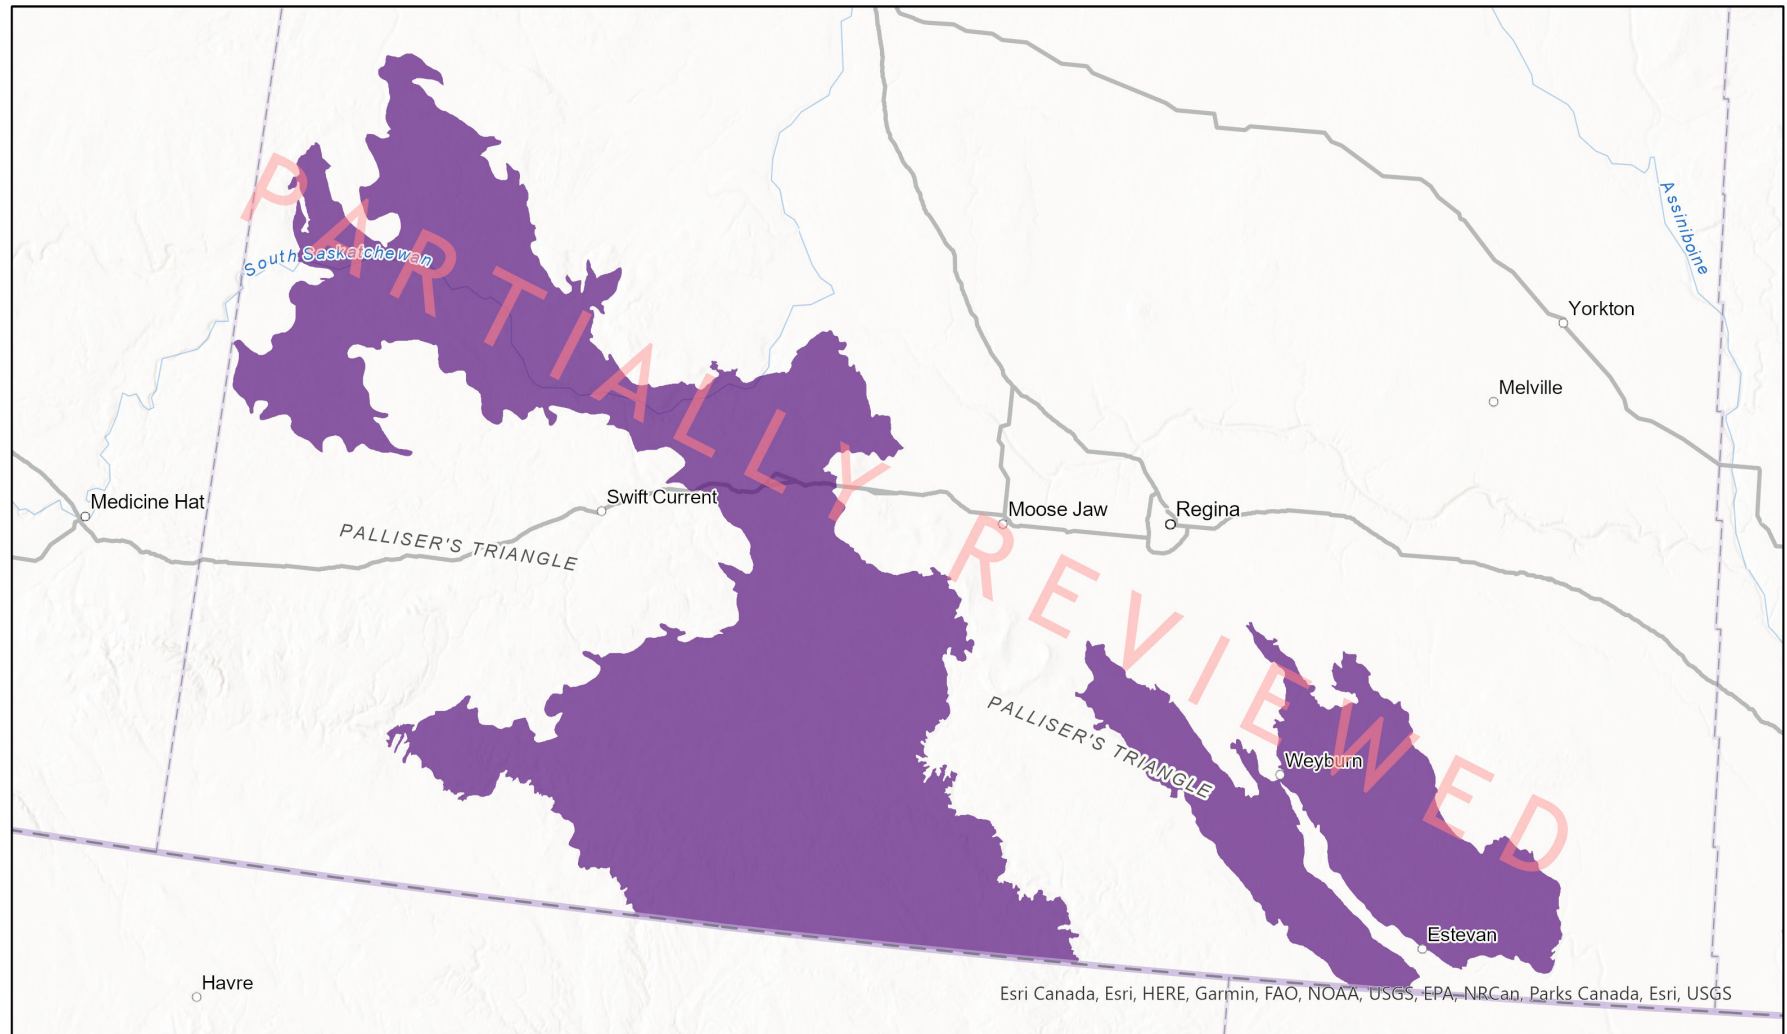 PARTIALLY REVIEWED
South Saskatchewan
Assiniboine
Yorkton
Melville
Medicine Hat
Swift Current
Moose Jaw
Regina
PALLISER'S TRIANGLE
PALLISER'S TRIANGLE
Weyburn
Estevan
Havre
Esri Canada, Esri, HERE, Garmin, FAO, NOAA, USGS, EPA, NRCan, Parks Canada, Esri, USGS